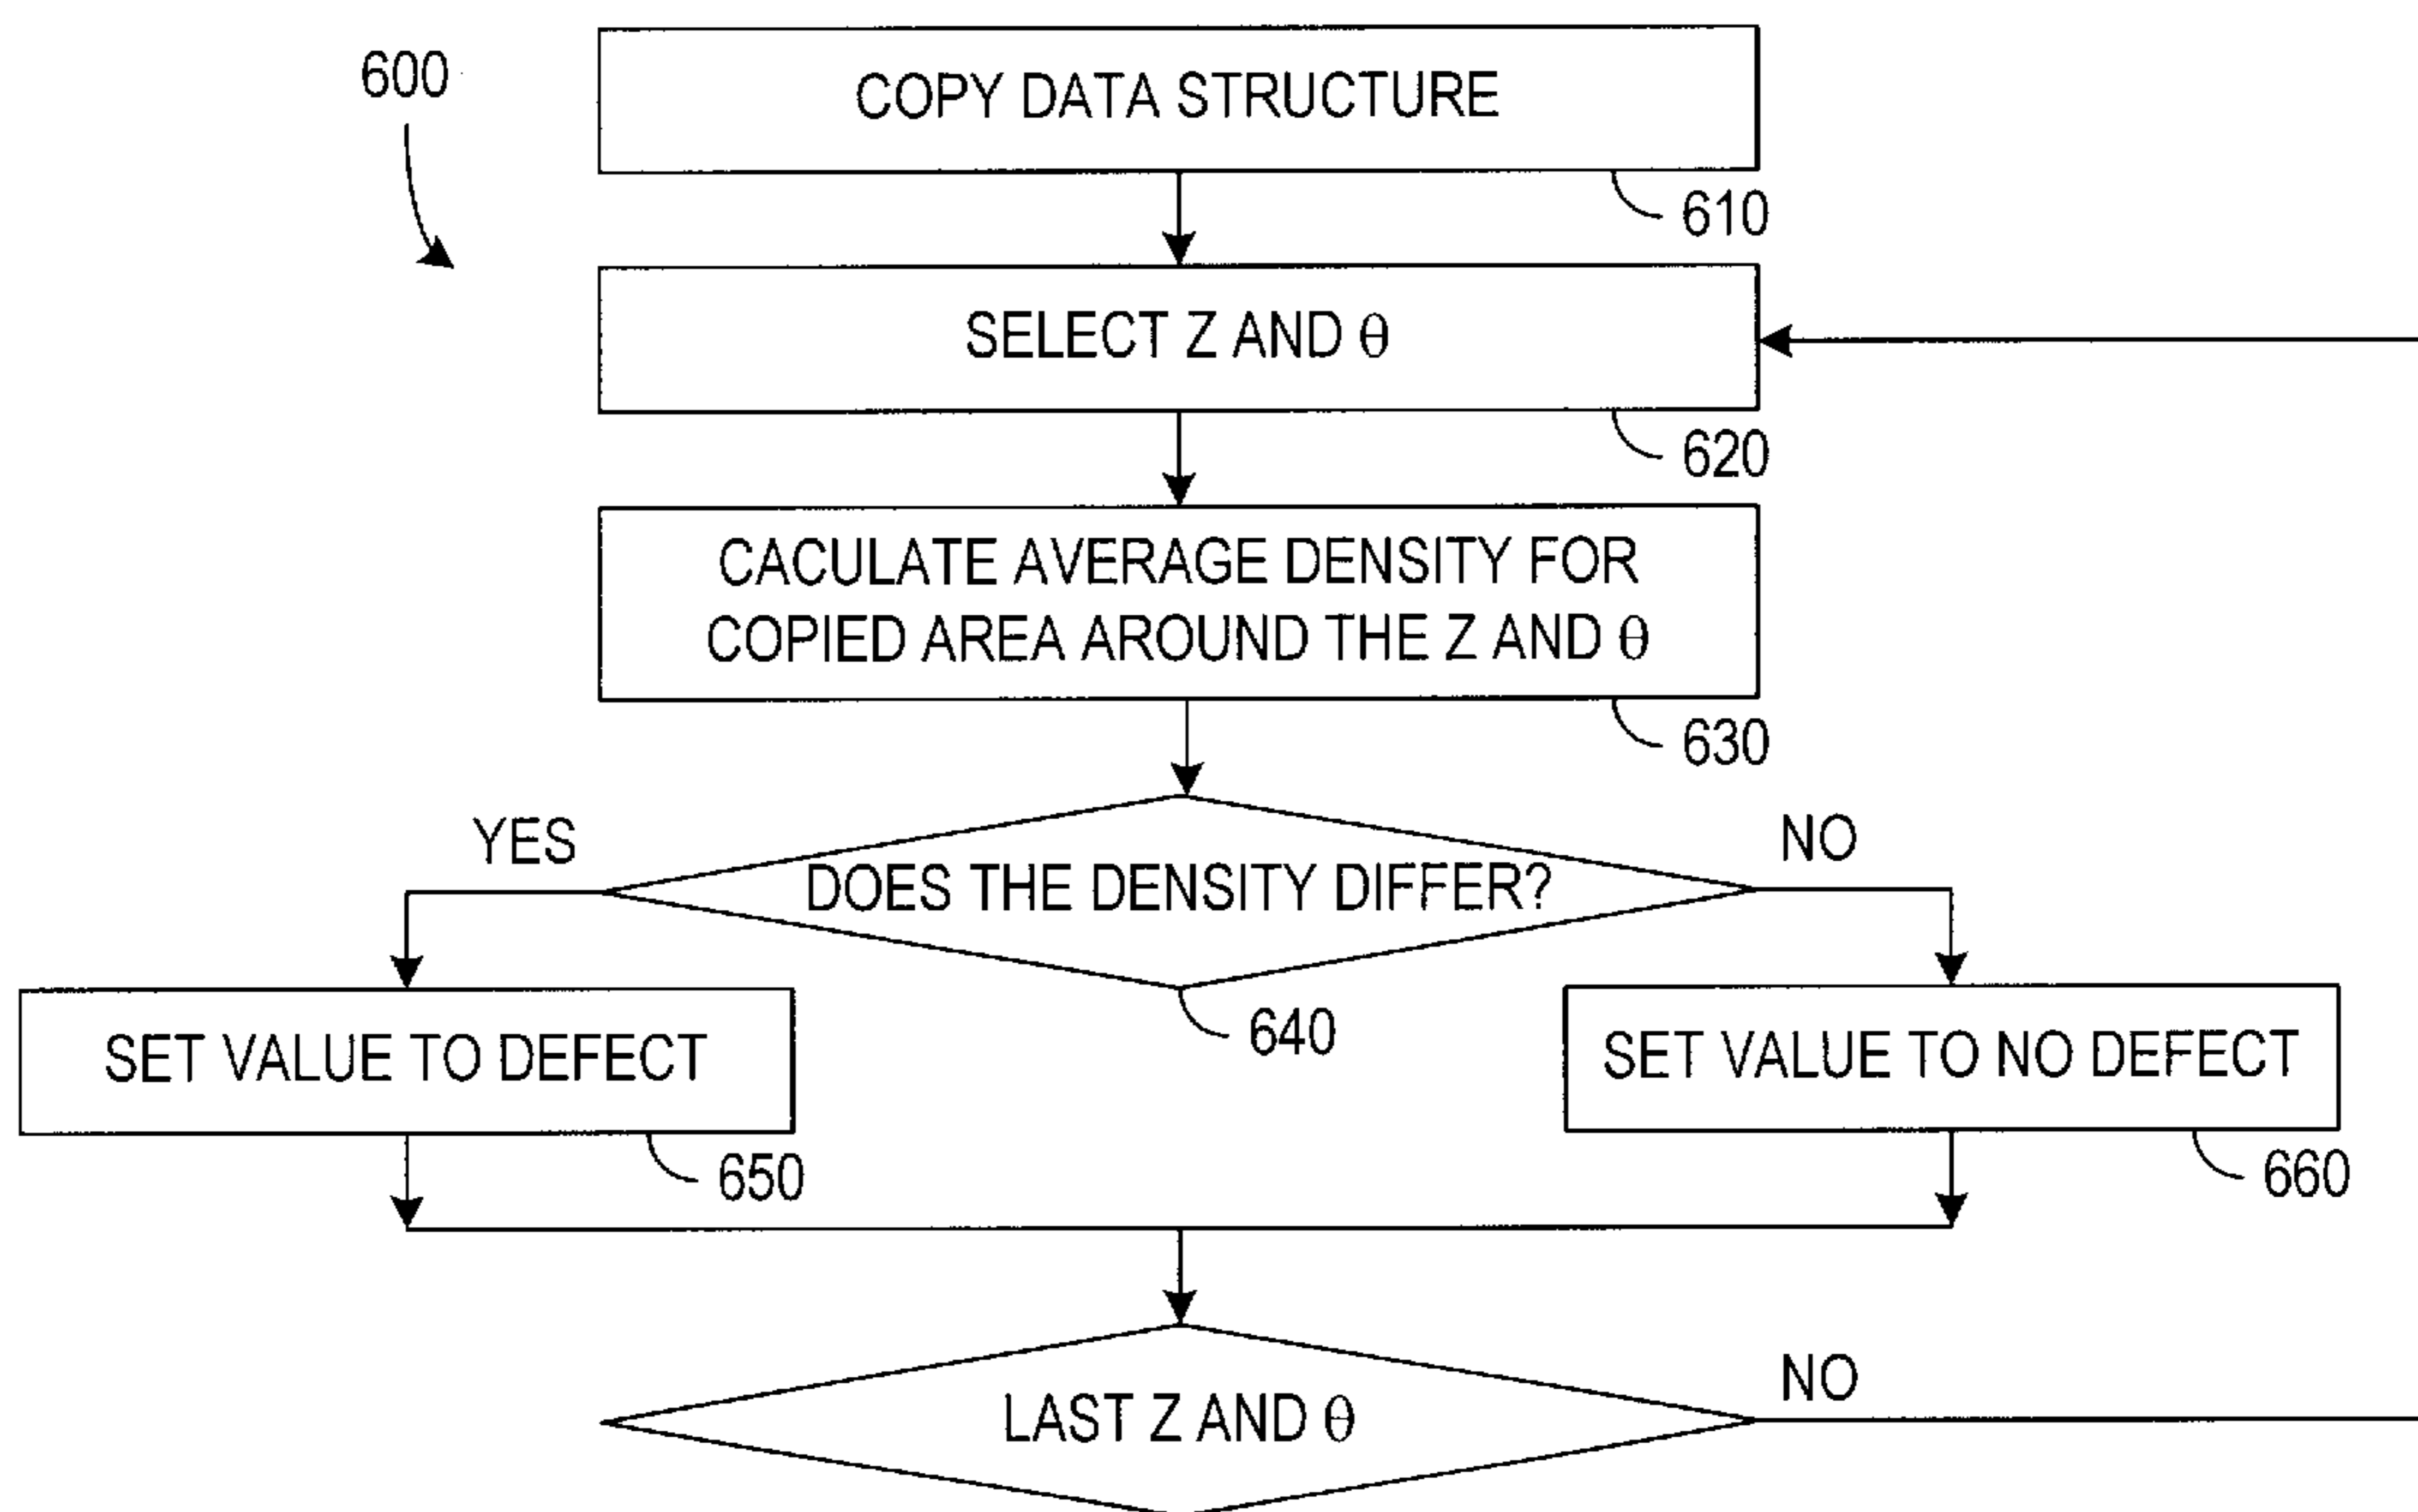 600
COPY DATA STRUCTURE
610
SELECT Z AND θ
620
CACULATE AVERAGE DENSITY FOR
COPIED AREA AROUND THE Z AND θ
630
YES
DOES THE DENSITY DIFFER?
NO
640
SET VALUE TO DEFECT
650
SET VALUE TO NO DEFECT
660
LAST Z AND θ
NO